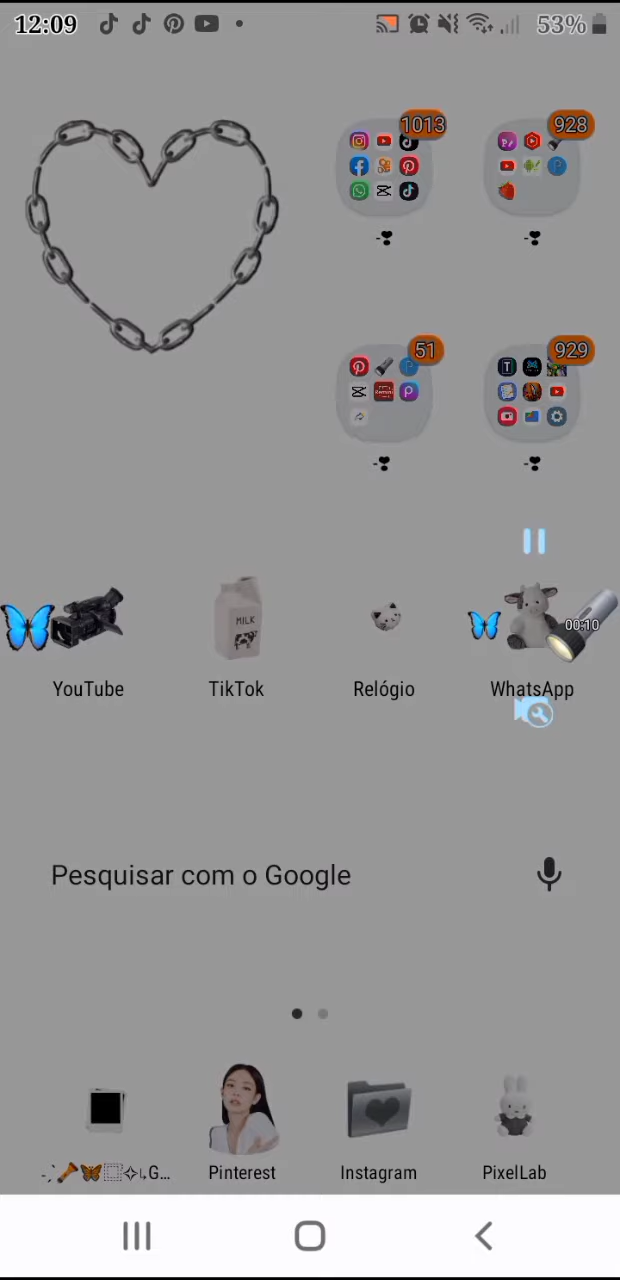 12:09
53%
1013
928
51
929
00:10
YouTube
TikTok
Relógio
WhatsApp
MILK
Pesquisar com o Google
G...
Pinterest
Instagram
PixelLab